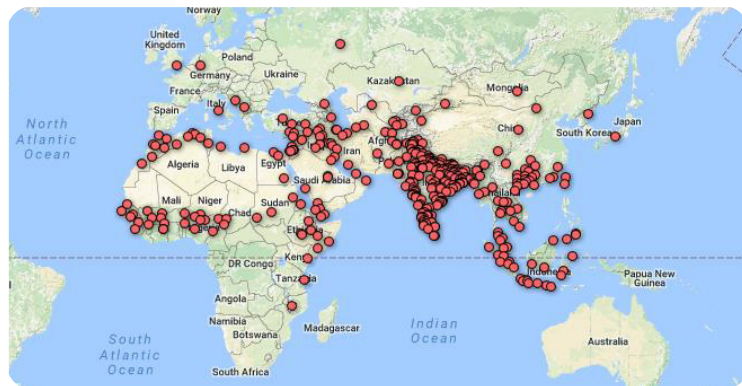 Norway
United
Kingdom
Poland
Germany
Ukraine
France
Kazakhstan
Mongolia
Spain
Italy
Japan
South Korea
North
Atlantic
Ocean
Iran
Algeria
Libya
Egypt
Saudi Arabia
Mali
Niger
Chad
Sudan
Kenya
DR Congo
Indonesia
Papua New
Guinea
Tanzania
Angola
Namibia
Botswana
Madagascar
South
Atlantic
Ocean
Indian
Ocean
Australia
South Africa